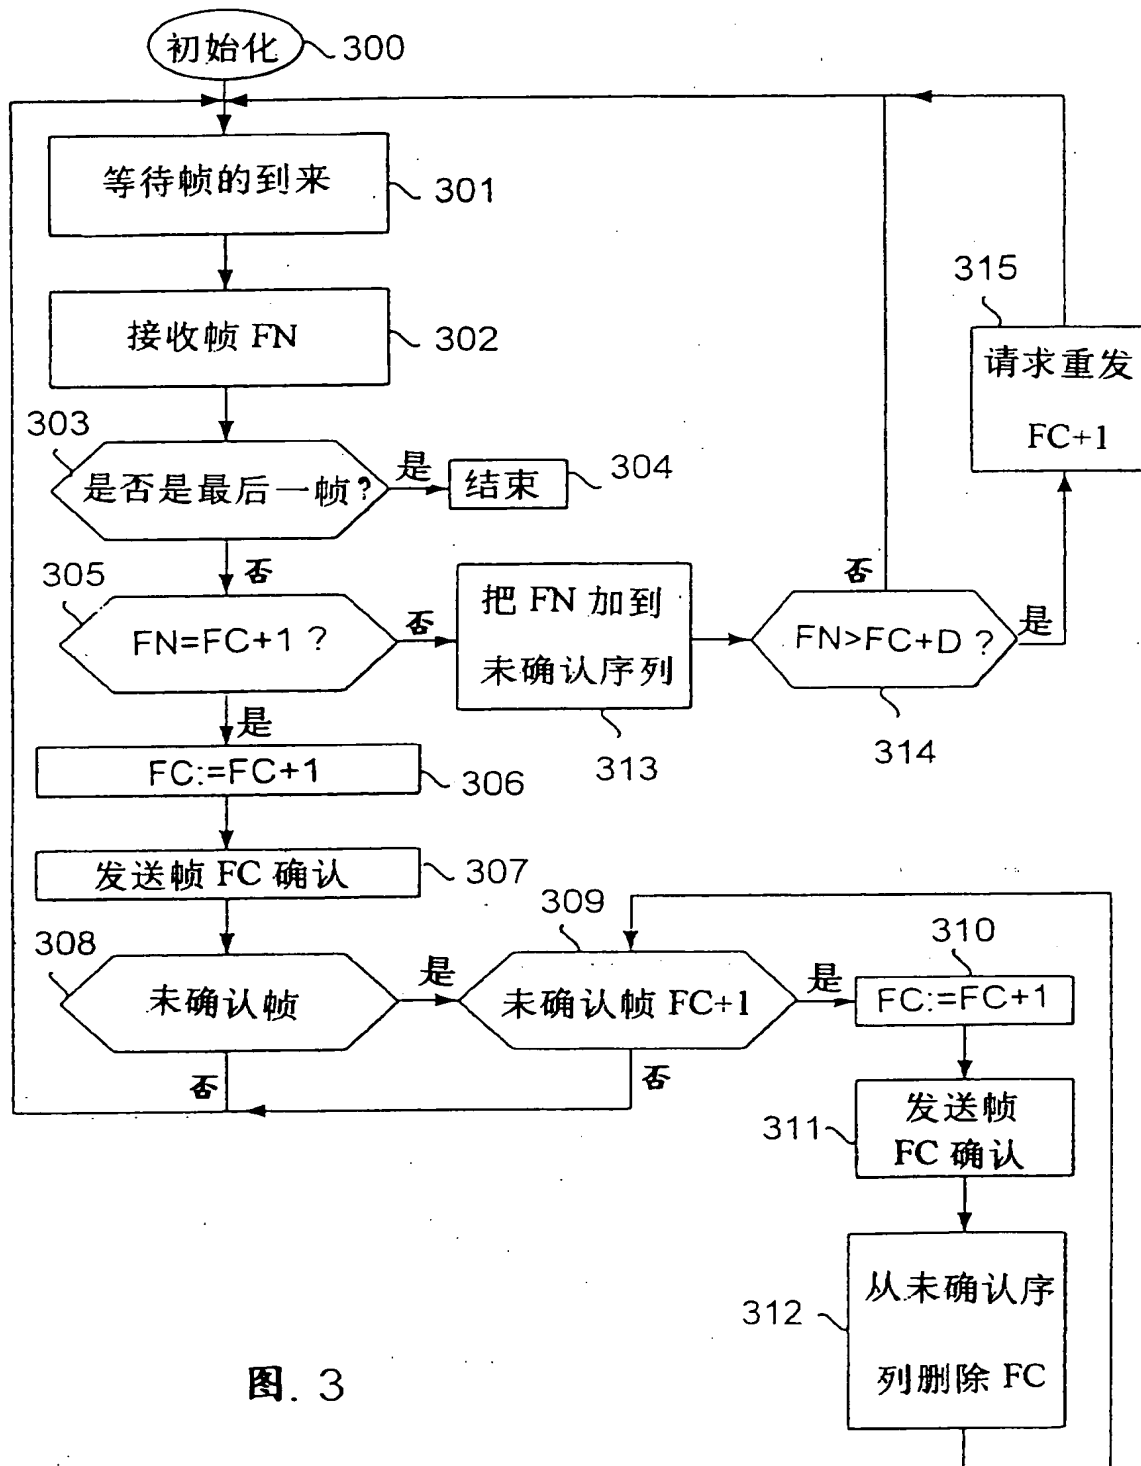 初始化
300
等待帧的到来
301
接收帧 FN
302
303
是否是最后一帧?
是
结束
304
否
305
FN=FC+1 ?
否
把 FN 加到
未确认序列
313
FN>FC+D ?
314
否
是
315
请求重发
FC+1
是
FC:=FC+1
306
发送帧 FC 确认
307
308
未确认帧
是
否
309
未确认帧 FC+1
是
否
310
FC:=FC+1
311
发送帧
FC 确认
312
从未确认序
列删除 FC
图. 3